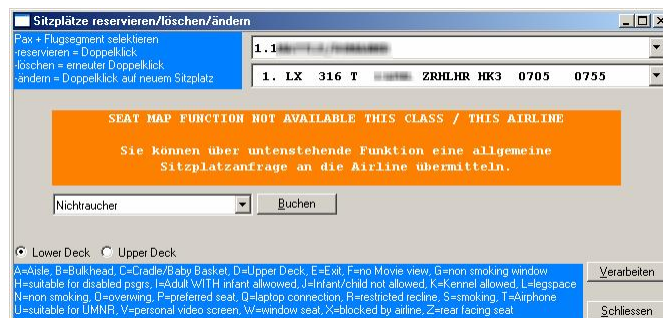 Sitzplätze reservieren/löschen/ändern
Pax + Flugsegment selektieren
-reservieren = Doppelklick
-löschen = erneuter Doppelklick
-ändern = Doppelklick auf neuem Sitzplatz
1.1
1. LX 316 T ZRHLHR HK3 0705 0755
SEAT MAP FUNCTION NOT AVAILABLE THIS CLASS / THIS AIRLINE
Sie können über untenstehende Funktion eine allgemeine
Sitzplatzanfrage an die Airline übermitteln.
Nichtraucher
Buchen
Lower Deck Upper Deck
A=Aisle, B=Bulkhead, C=Cradle/Baby Basket, D=Upper Deck, E=Exit, F=no Movie view, G=non smoking window
H=suitable for disabled psgrs, I=Adult WITH infant allwowed, J=Infant/child not allowed, K=Kennel allowed, L=legspace
N=non smoking, O=overwing, P=preferred seat, Q=laptop connection, R=restricted recline, S=smoking, T=Airphone
U=suitable for UMNR, V=personal video screen, W=window seat, X=blocked by airline, Z=rear facing seat
Verarbeiten
Schliessen